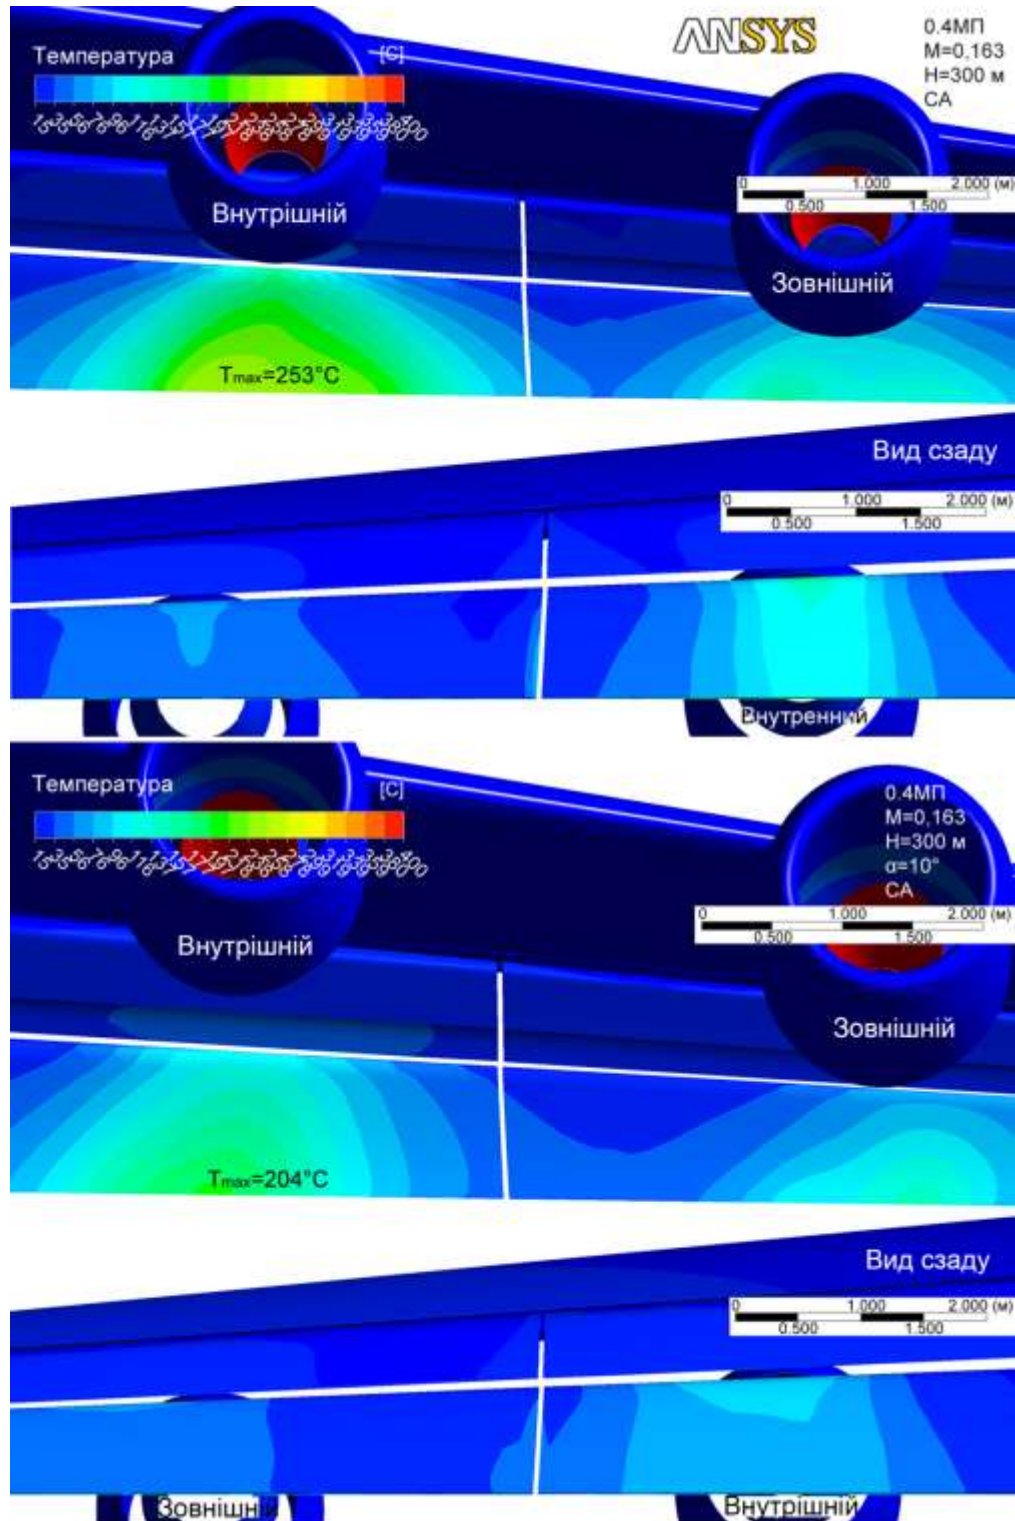 Температура [C]
ANSYS
0.4МП
М=0,163
Н=300 м
СА
0 1.000 2.000 (м)
0.500 1.500
Внутрішній
Зовнішній
Tmax=253°C
Вид сзаду
0 1.000 2.000 (м)
0.500 1.500
Внутренний
Температура [C]
0.4МП
М=0,163
Н=300 м
α=10°
СА
0 1.000 2.000 (м)
0.500 1.500
Внутрішній
Зовнішній
Tmax=204°C
Вид сзаду
0 1.000 2.000 (м)
0.500 1.500
Зовнішній
Внутрішній